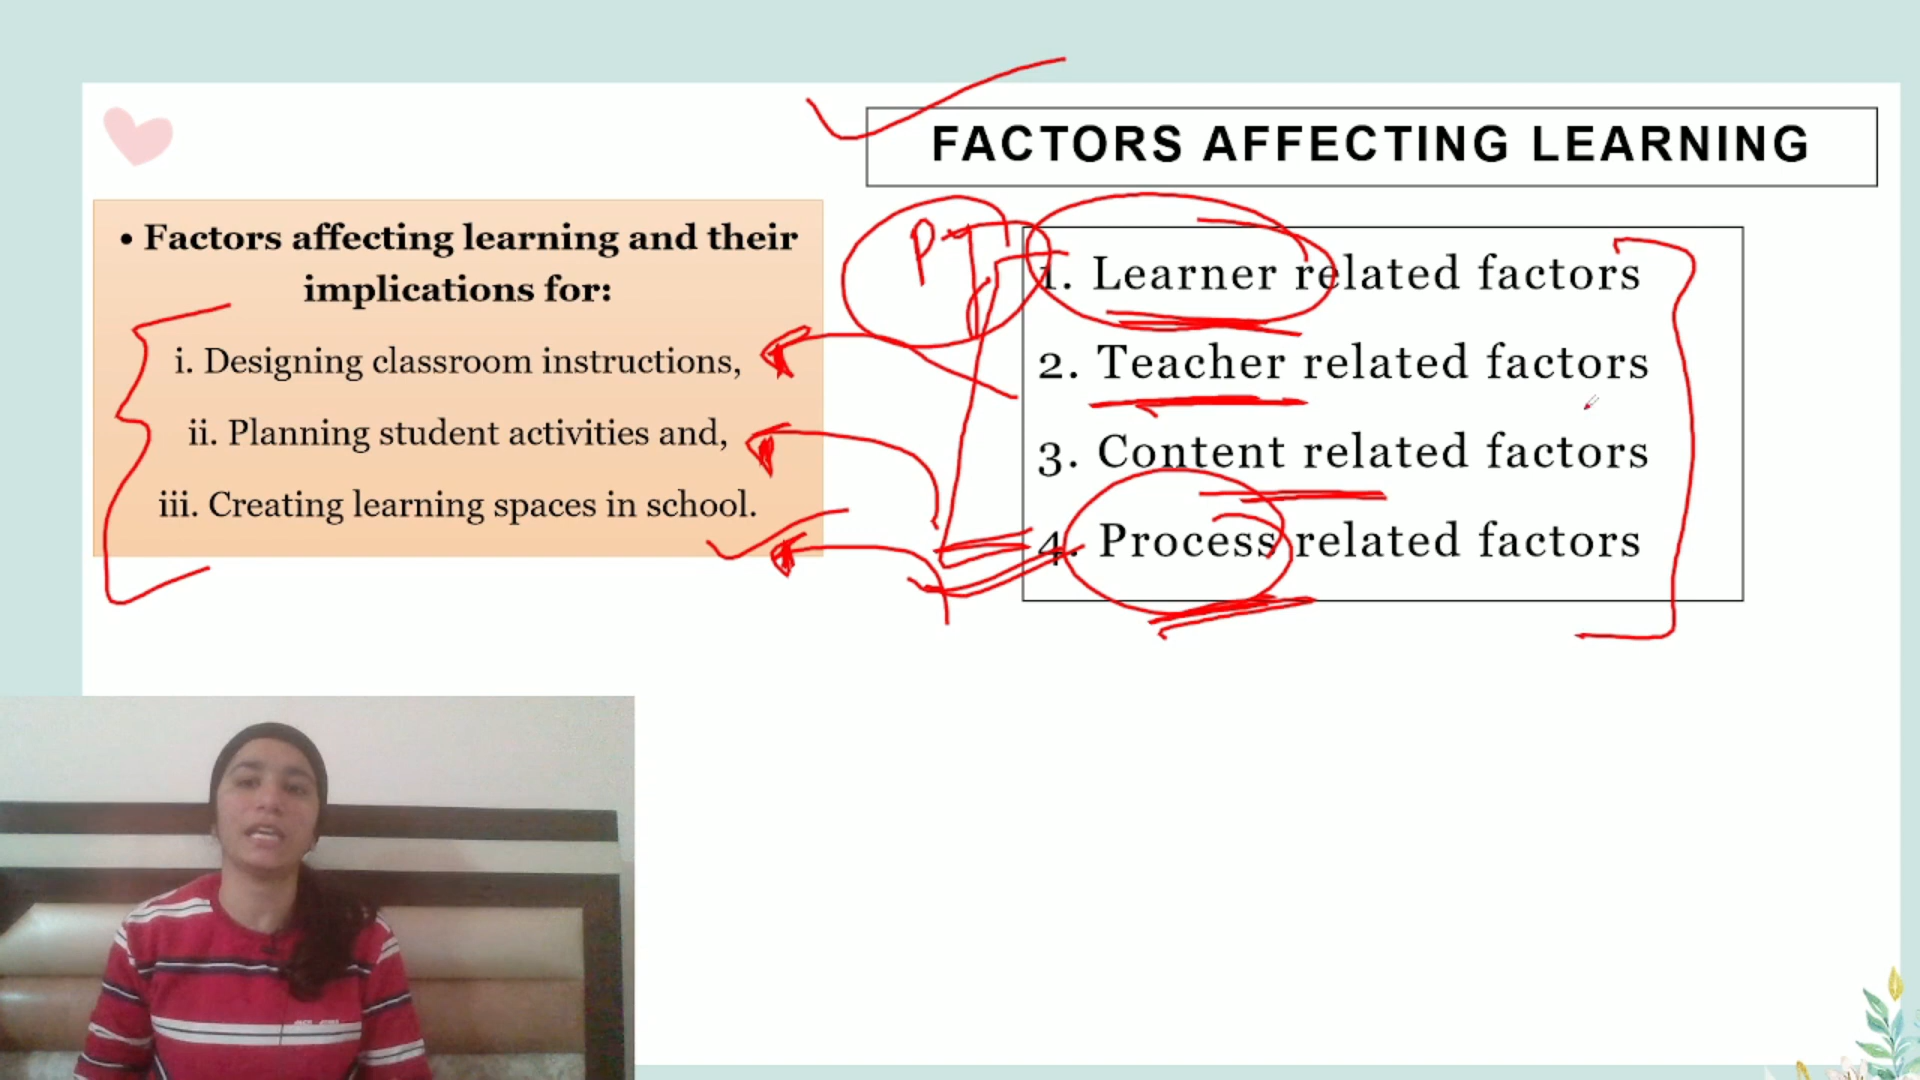 FACTORS AFFECTING LEARNING
• Factors affecting learning and their
implications for:
i. Designing classroom instructions,
ii. Planning student activities and,
iii. Creating learning spaces in school.
1. Learner related factors
2. Teacher related factors
3. Content related factors
4. Process related factors